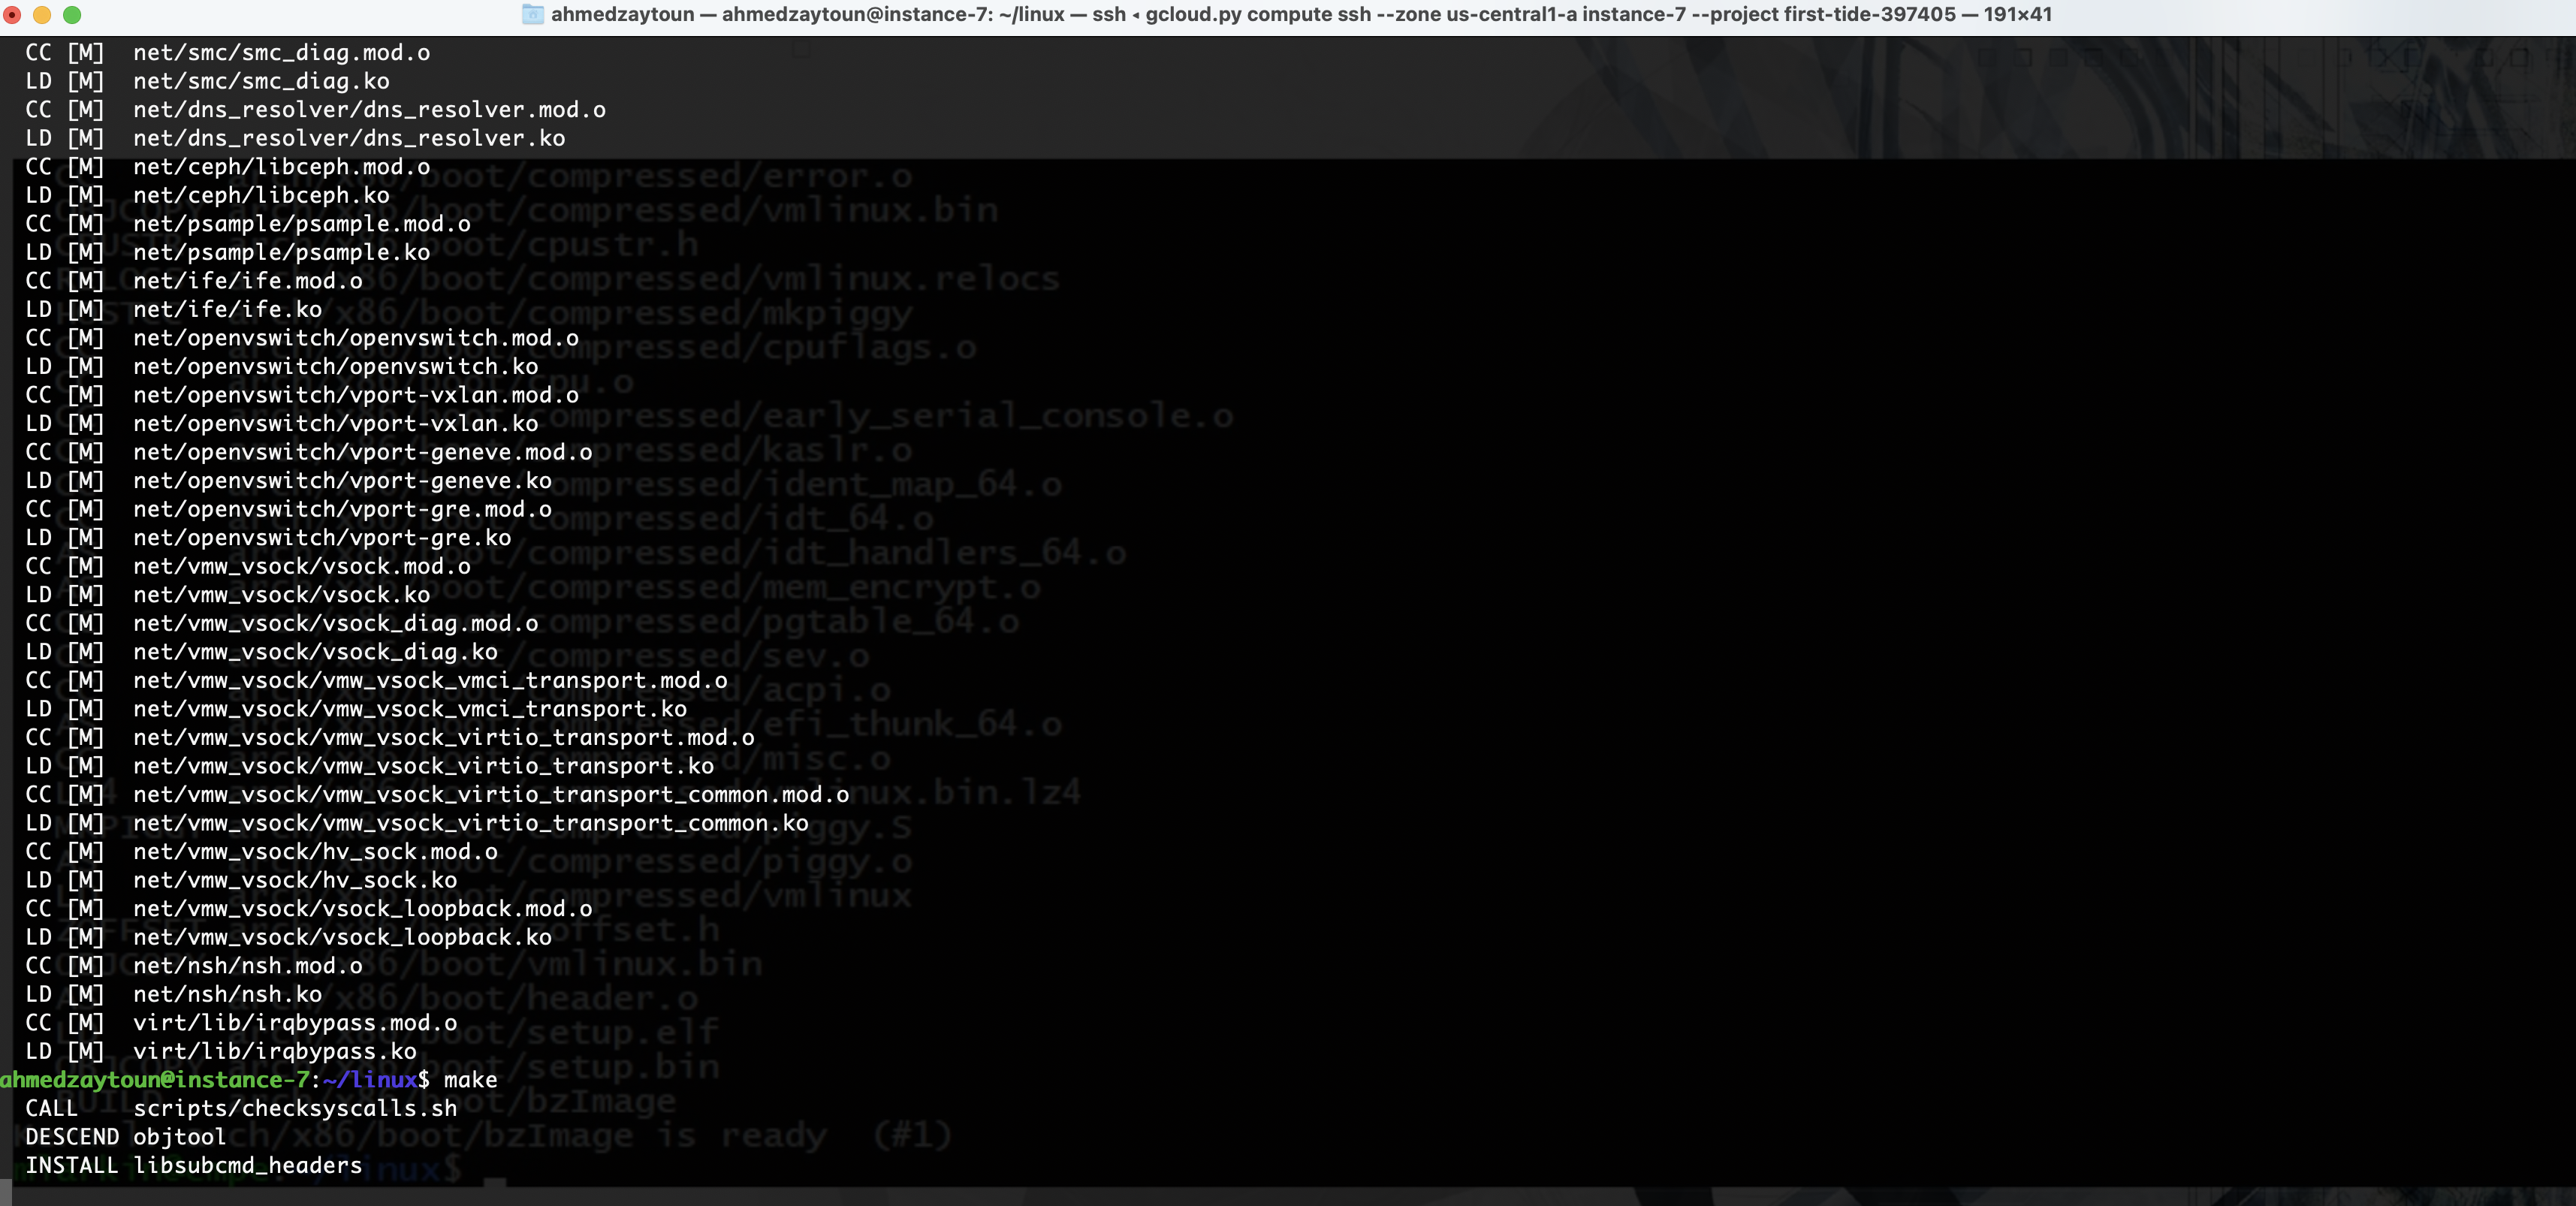 ahmedzaytoun — ahmedzaytoun@instance-7: ~/linux — ssh ◂ gcloud.py compute ssh --zone us-central1-a instance-7 --project first-tide-397405 — 191×41
CC [M]  net/smc/smc_diag.mod.o
LD [M]  net/smc/smc_diag.ko
CC [M]  net/dns_resolver/dns_resolver.mod.o
LD [M]  net/dns_resolver/dns_resolver.ko
CC [M]  net/ceph/libceph.mod.o
LD [M]  net/ceph/libceph.ko
CC [M]  net/psample/psample.mod.o
LD [M]  net/psample/psample.ko
CC [M]  net/ife/ife.mod.o
LD [M]  net/ife/ife.ko
CC [M]  net/openvswitch/openvswitch.mod.o
LD [M]  net/openvswitch/openvswitch.ko
CC [M]  net/openvswitch/vport-vxlan.mod.o
LD [M]  net/openvswitch/vport-vxlan.ko
CC [M]  net/openvswitch/vport-geneve.mod.o
LD [M]  net/openvswitch/vport-geneve.ko
CC [M]  net/openvswitch/vport-gre.mod.o
LD [M]  net/openvswitch/vport-gre.ko
CC [M]  net/vmw_vsock/vsock.mod.o
LD [M]  net/vmw_vsock/vsock.ko
CC [M]  net/vmw_vsock/vsock_diag.mod.o
LD [M]  net/vmw_vsock/vsock_diag.ko
CC [M]  net/vmw_vsock/vmw_vsock_vmci_transport.mod.o
LD [M]  net/vmw_vsock/vmw_vsock_vmci_transport.ko
CC [M]  net/vmw_vsock/vmw_vsock_virtio_transport.mod.o
LD [M]  net/vmw_vsock/vmw_vsock_virtio_transport.ko
CC [M]  net/vmw_vsock/vmw_vsock_virtio_transport_common.mod.o
LD [M]  net/vmw_vsock/vmw_vsock_virtio_transport_common.ko
CC [M]  net/vmw_vsock/hv_sock.mod.o
LD [M]  net/vmw_vsock/hv_sock.ko
CC [M]  net/vmw_vsock/vsock_loopback.mod.o
LD [M]  net/vmw_vsock/vsock_loopback.ko
CC [M]  net/nsh/nsh.mod.o
LD [M]  net/nsh/nsh.ko
CC [M]  virt/lib/irqbypass.mod.o
LD [M]  virt/lib/irqbypass.ko
ahmedzaytoun@instance-7:~/linux$ make
CALL    scripts/checksyscalls.sh
DESCEND objtool
INSTALL libsubcmd_headers